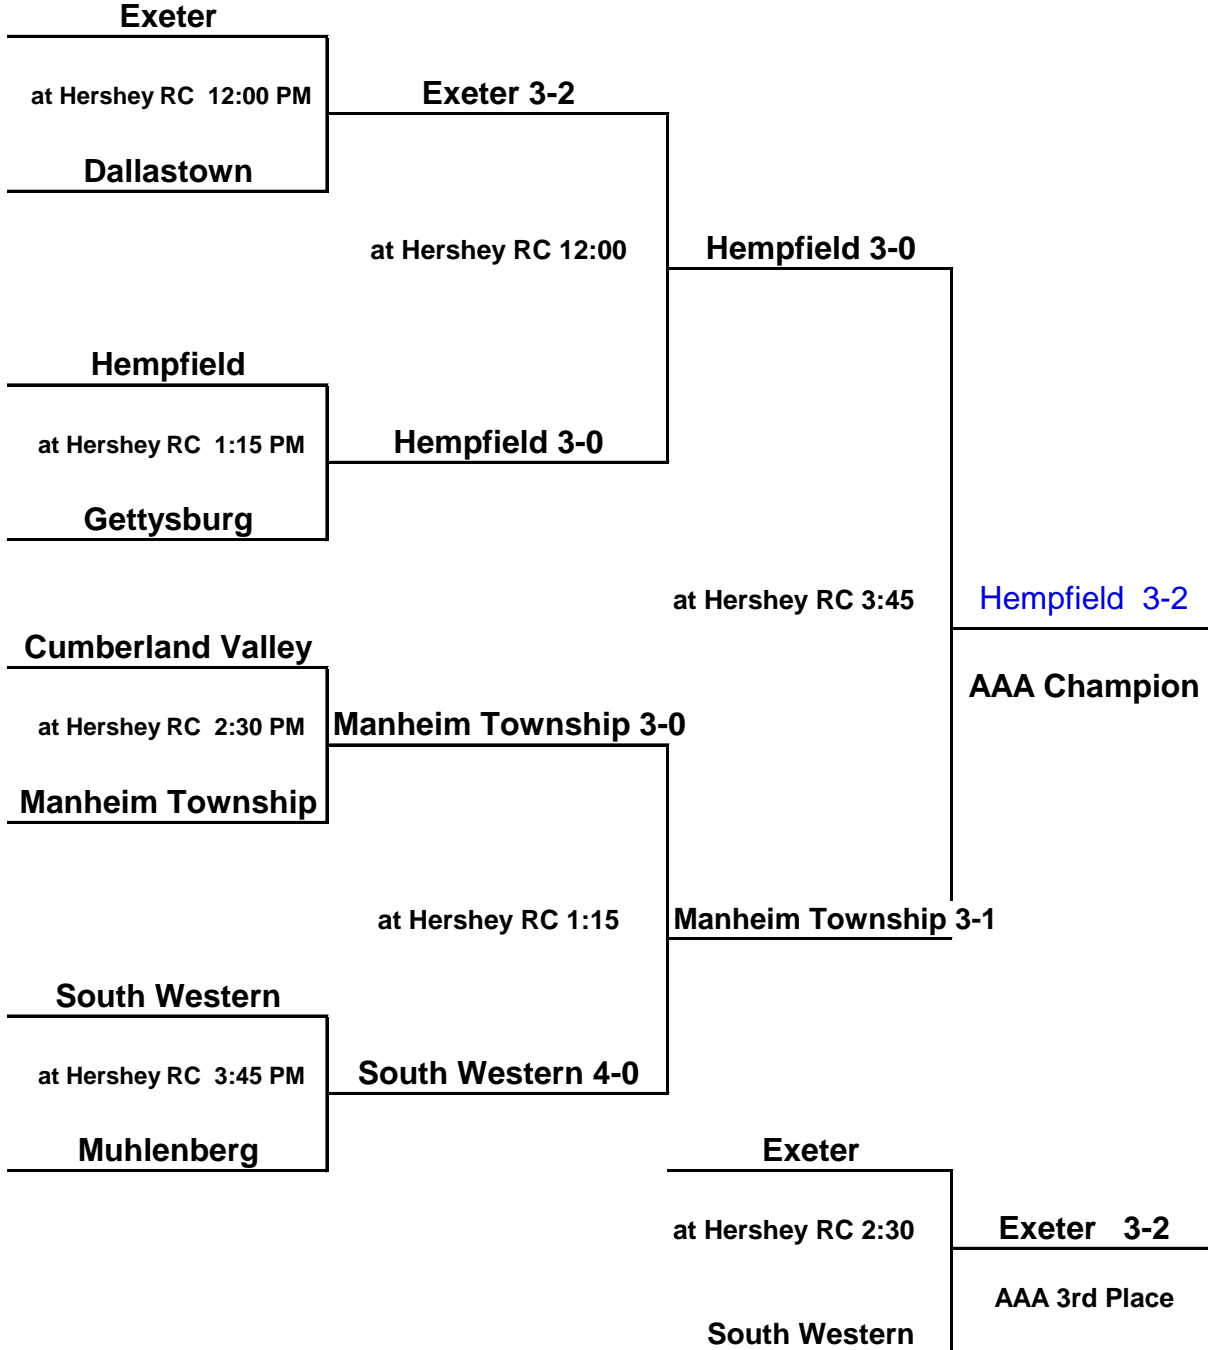 Exeter
at Hershey RC 12:00 PM
Exeter 3-2
Dallastown
at Hershey RC 12:00
Hempfield 3-0
Hempfield
at Hershey RC 1:15 PM
Hempfield 3-0
Gettysburg
at Hershey RC 3:45
Hempfield 3-2
Cumberland Valley
AAA Champion
at Hershey RC 2:30 PM
Manheim Township 3-0
Manheim Township
at Hershey RC 1:15
Manheim Township 3-1
South Western
at Hershey RC 3:45 PM
South Western 4-0
Muhlenberg
Exeter
at Hershey RC 2:30
Exeter 3-2
AAA 3rd Place
South Western